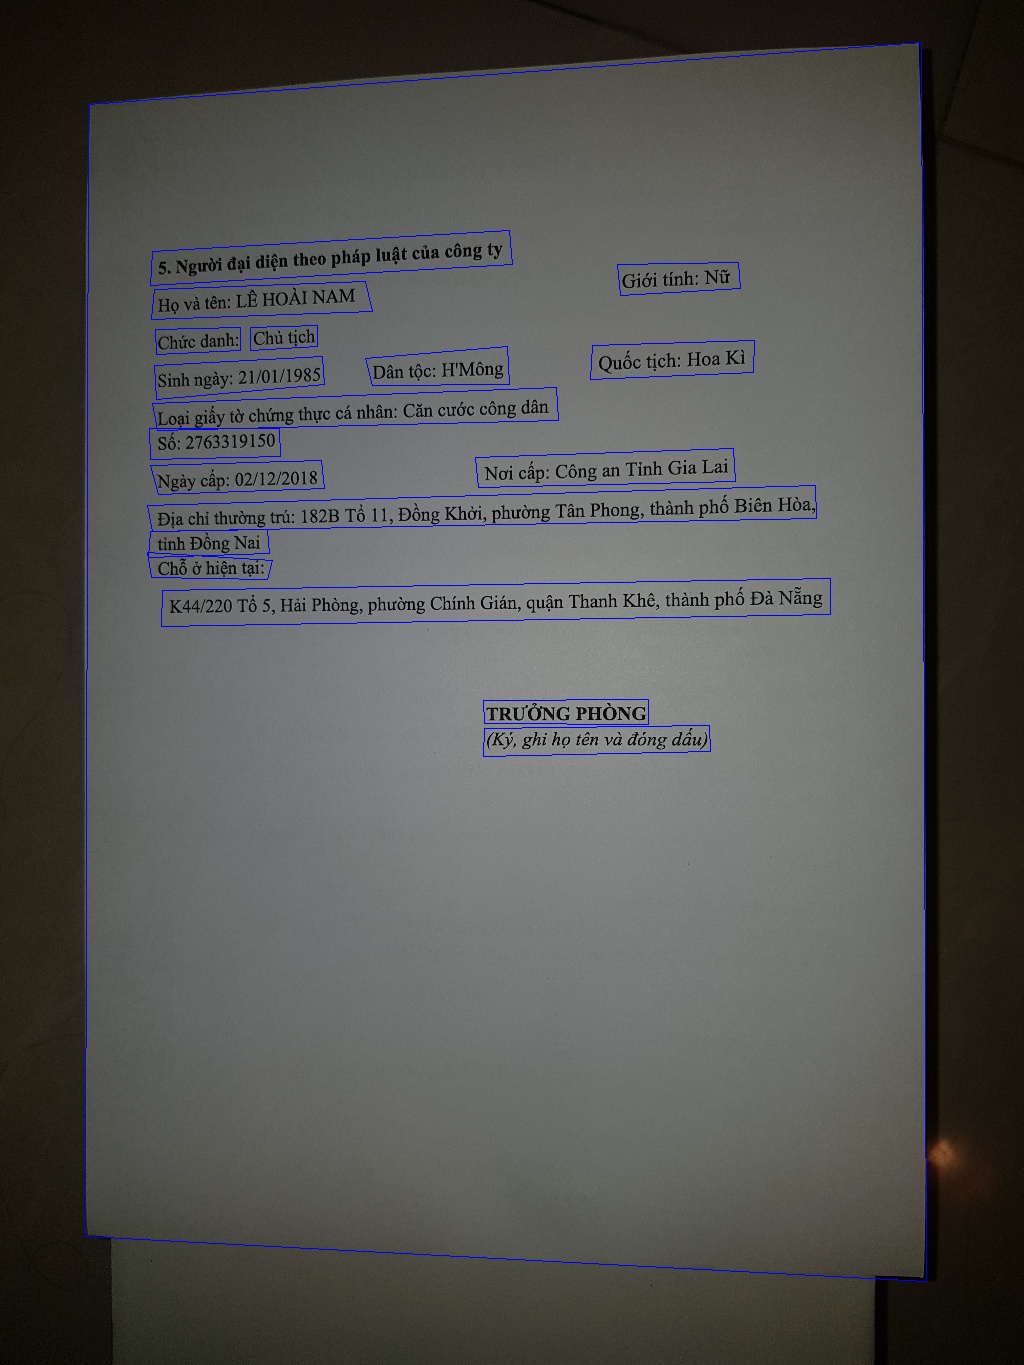 5. Người đại diện theo pháp luật của công ty
Họ và tên: LÊ HOÀI NAM Giới tính: Nữ
Chức danh: Chủ tịch
Sinh ngày: 21/01/1985 Dân tộc: H'Mông Quốc tịch: Hoa Kì
Loại giấy tờ chứng thực cá nhân: Căn cước công dân
Số: 2763319150
Ngày cấp: 02/12/2018 Nơi cấp: Công an Tỉnh Gia Lai
Địa chỉ thường trú: 182B Tổ 11, Đồng Khởi, phường Tân Phong, thành phố Biên Hòa,
tỉnh Đồng Nai
Chỗ ở hiện tại:
K44/220 Tổ 5, Hải Phòng, phường Chính Gián, quận Thanh Khê, thành phố Đà Nẵng
TRƯỞNG PHÒNG
(Ký, ghi họ tên và đóng dấu)